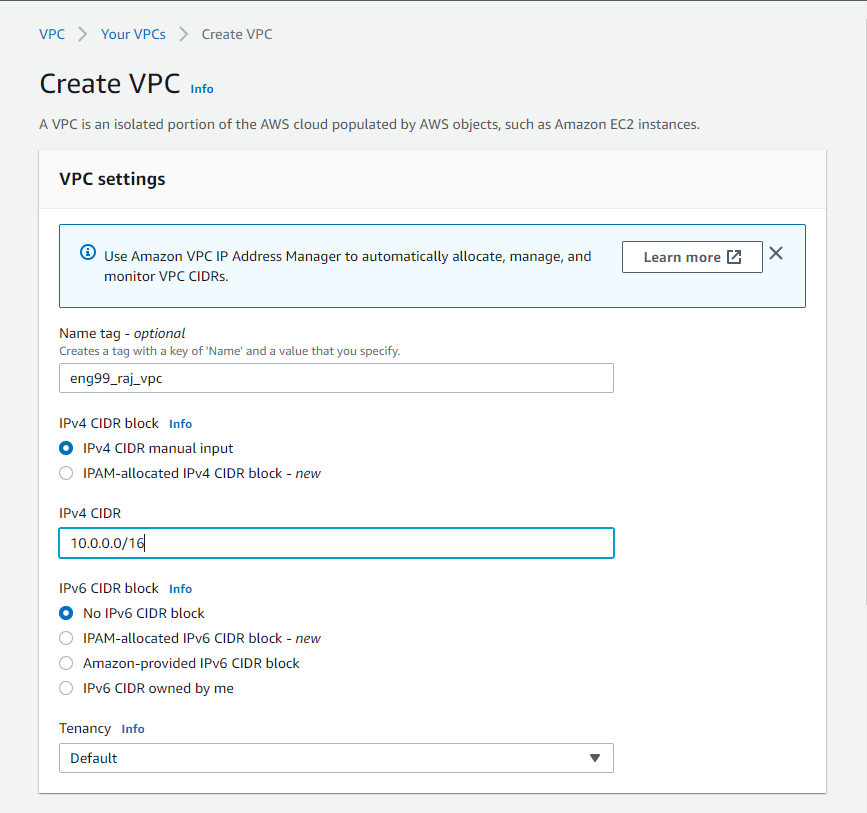 VPC > Your VPCs > Create VPC
Create VPC Info
A VPC is an isolated portion of the AWS cloud populated by AWS objects, such as Amazon EC2 instances.
VPC settings
Use Amazon VPC IP Address Manager to automatically allocate, manage, and
monitor VPC CIDRs.
Learn more
Name tag - optional
Creates a tag with a key of 'Name' and a value that you specify.
eng99_raj_vpc
IPv4 CIDR block Info
IPv4 CIDR manual input
IPAM-allocated IPv4 CIDR block - new
IPv4 CIDR
10.0.0.0/16
IPv6 CIDR block Info
No IPv6 CIDR block
IPAM-allocated IPv6 CIDR block - new
Amazon-provided IPv6 CIDR block
IPv6 CIDR owned by me
Tenancy Info
Default